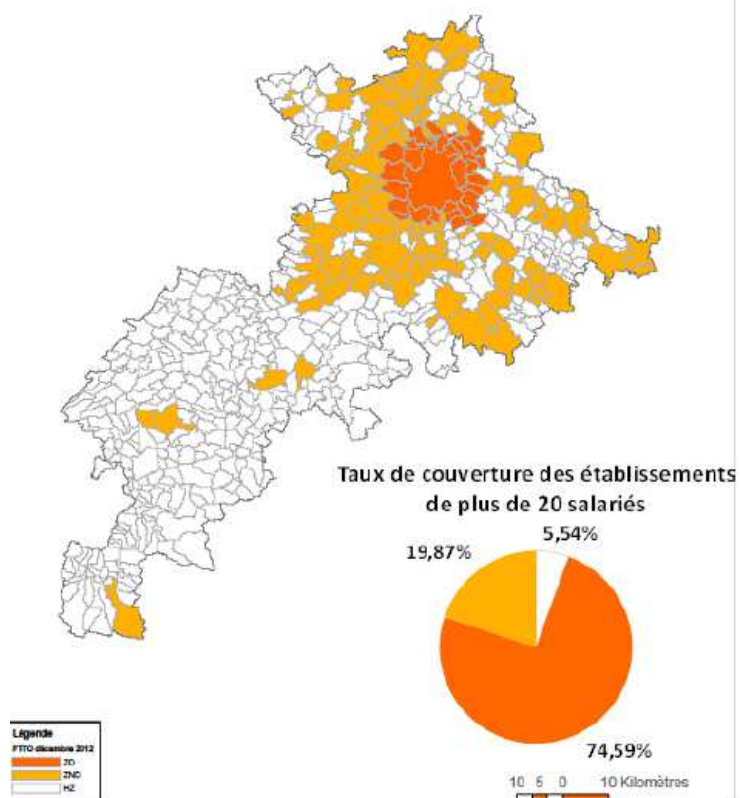 Taux de couverture des établissements
de plus de 20 salariés
5,54%
19,87%
74,59%
Légende
FTTO décembre 2012
ZD
ZND
HZ
10 5 0 10 Kilomètres